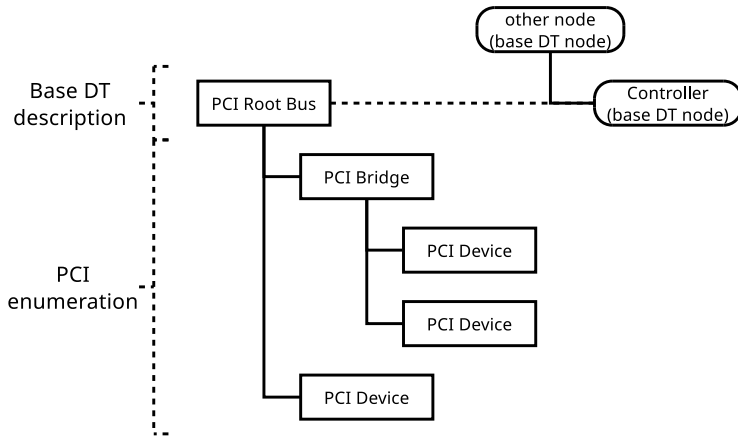 other node
(base DT node)
Base DT
description
PCI Root Bus
Controller
(base DT node)
PCI Bridge
PCI Device
PCI
enumeration
PCI Device
PCI Device